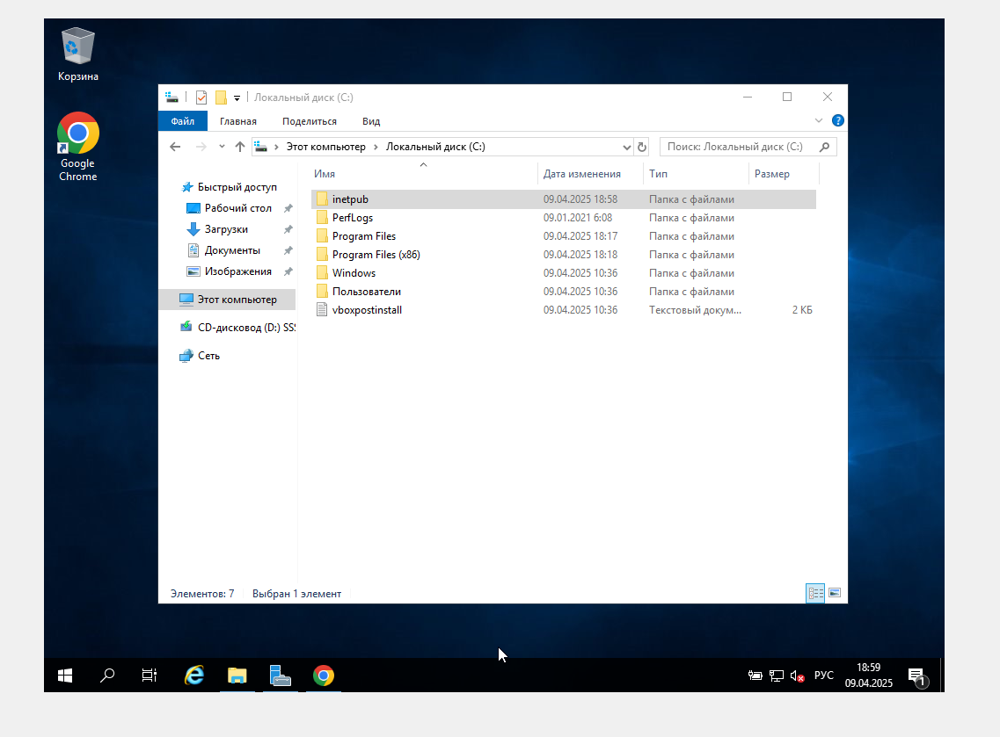 Корзина
Google
Chrome
Локальный диск (C:)
Файл Главная Поделиться Вид
Этот компьютер Локальный диск (C:) Поиск: Локальный диск (C:)
Имя Дата изменения Тип Размер
Быстрый доступ
Рабочий стол
Загрузки
Документы
Изображения
Этот компьютер
CD-дисковод (D:) SS
Сеть
inetpub 09.04.2025 18:58 Папка с файлами
PerfLogs 09.01.2021 6:08 Папка с файлами
Program Files 09.04.2025 18:17 Папка с файлами
Program Files (x86) 09.04.2025 18:18 Папка с файлами
Windows 09.04.2025 10:36 Папка с файлами
Пользователи 09.04.2025 10:36 Папка с файлами
vboxpostinstall 09.04.2025 10:36 Текстовый докум... 2 КБ
Элементов: 7 Выбран 1 элемент
РУС
18:59
09.04.2025
1